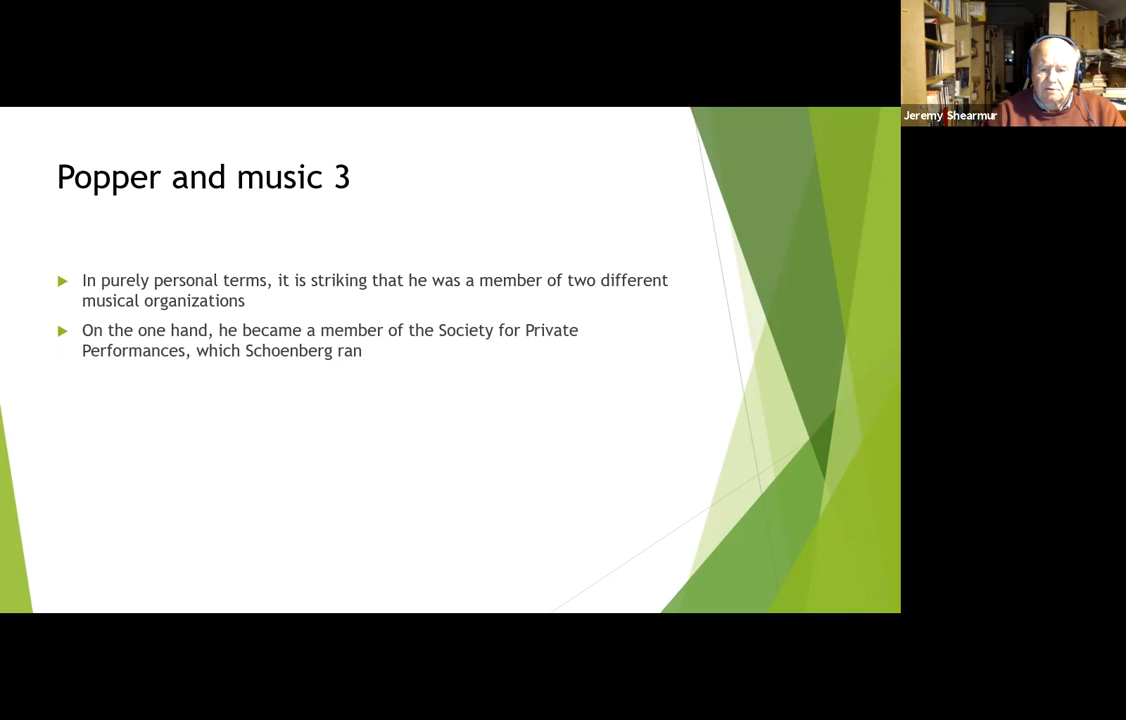 Popper and music 3
In purely personal terms, it is striking that he was a member of two different
musical organizations
On the one hand, he became a member of the Society for Private
Performances, which Schoenberg ran
Jeremy Shearmur